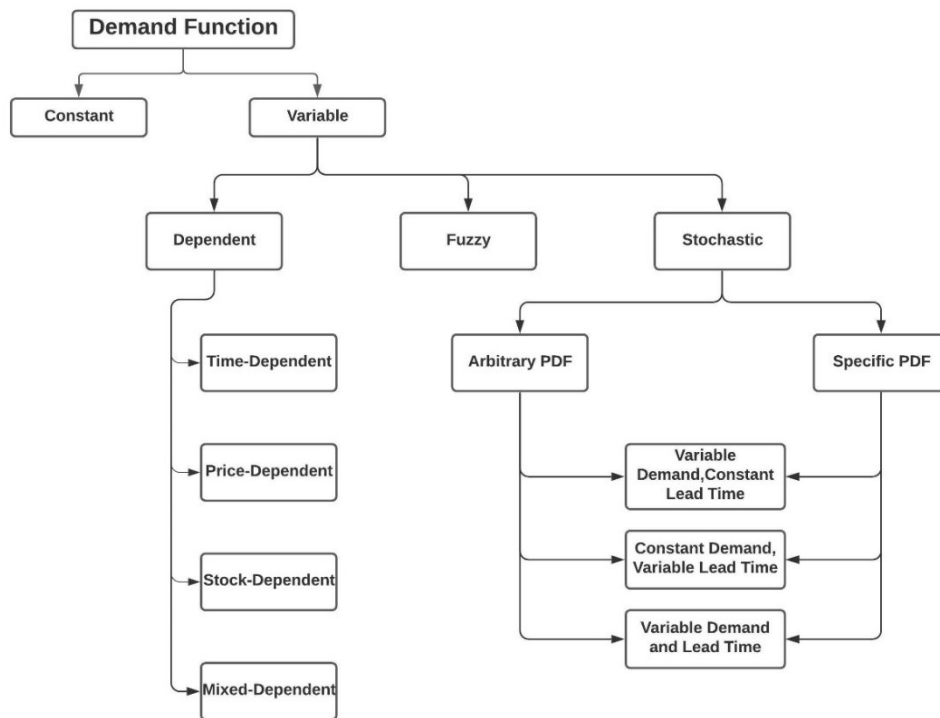 Demand Function
Constant
Variable
Dependent
Fuzzy
Stochastic
Time-Dependent
Arbitrary PDF
Specific PDF
Price-Dependent
Variable
Demand,Constant
Lead Time
Stock-Dependent
Constant Demand,
Variable Lead Time
Variable Demand
and Lead Time
Mixed-Dependent